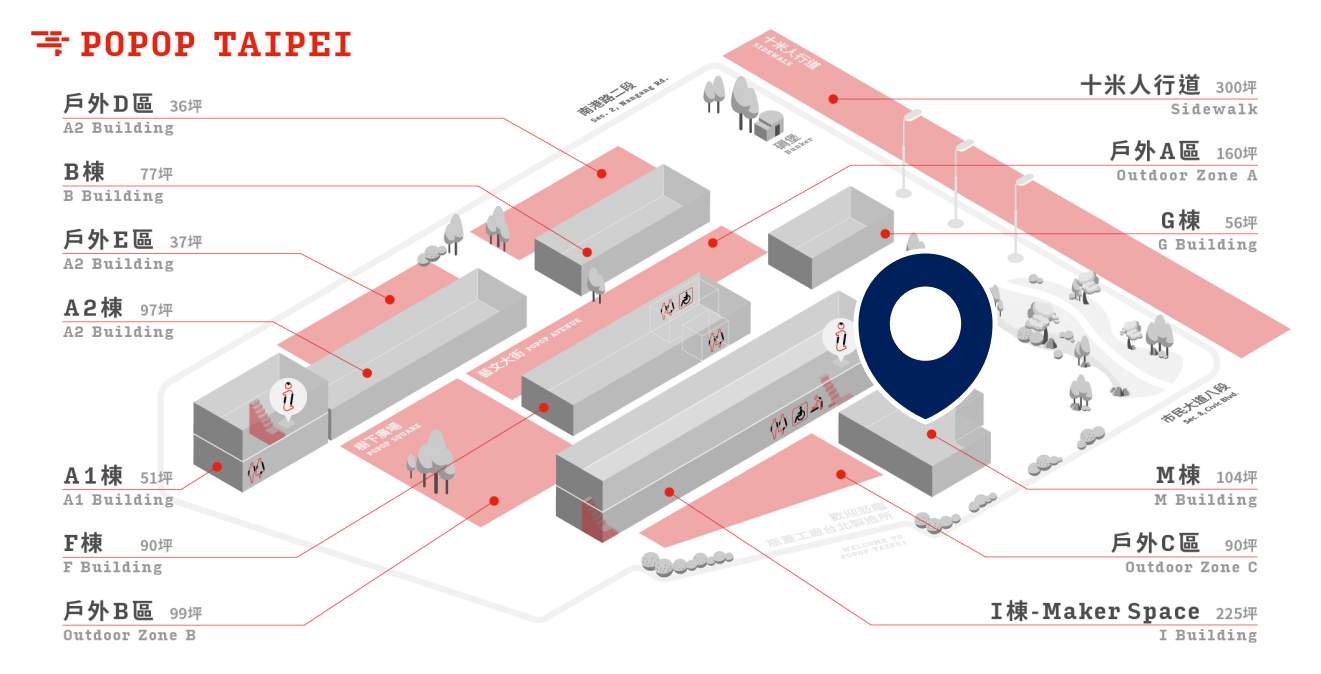 POPOP TAIPEI
戶外D區 36坪
A2 Building
B棟 77坪
B Building
戶外E區 37坪
A2 Building
A2棟 97坪
A2 Building
A1棟 51坪
A1 Building
F棟 90坪
F Building
戶外B區 99坪
Outdoor Zone B
南港路二段
Sec. 2, Nangang Rd.
十米人行道
SIDEWALK
碉堡
Bunker
藝文大街 POPOP AVENUE
樹下廣場
POPOP SQUARE
市民大道八段
Sec 8, Civic Blvd.
歡迎蒞臨
瓶蓋工廠台北製造所
WELCOME TO
POPOP TAIPEI
十米人行道 300坪
Sidewalk
戶外A區 160坪
Outdoor Zone A
G棟 56坪
G Building
M棟 104坪
M Building
戶外C區 90坪
Outdoor Zone C
I棟-Maker Space 225坪
I Building